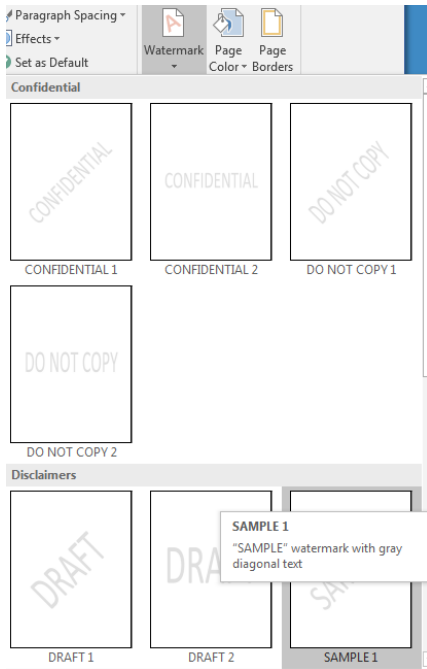 Paragraph Spacing
Effects
Set as Default
Watermark
Page Color
Page Borders
Confidential
CONFIDENTIAL
CONFIDENTIAL
DO NOT COPY
CONFIDENTIAL 1
CONFIDENTIAL 2
DO NOT COPY 1
DO NOT COPY
DO NOT COPY 2
Disclaimers
SAMPLE 1
"SAMPLE" watermark with gray
diagonal text
DRAFT
DRAFT 1
DRAFT 2
SAMPLE 1